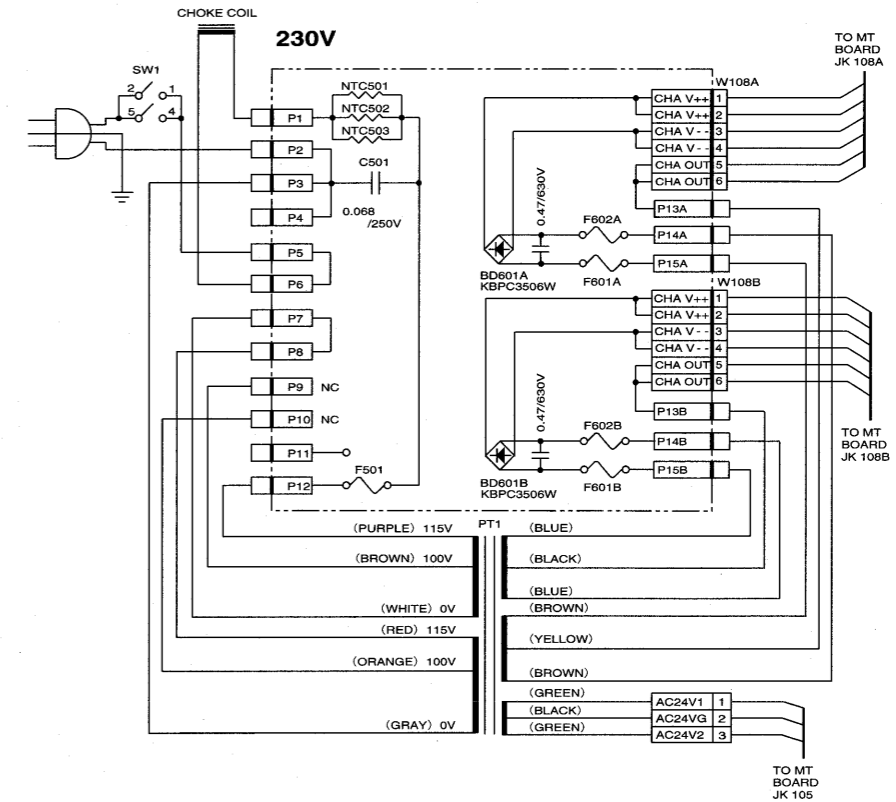 CHOKE COIL
230V
TO MT
BOARD
JK 108A
SW1
2 1
5 4
NTC501
NTC502
NTC503
W108A
CHA V++ 1
CHA V++ 2
CHA V-- 3
CHA V-- 4
CHA OUT 5
CHA OUT 6
P1
P2
P3
P4
P5
P6
P7
P8
P9 NC
P10 NC
P11
P12
C501
0.068
/250V
F501
0.47/630V
F602A
F601A
P13A
P14A
P15A
BD601A
KBPC3506W
W108B
CHA V++ 1
CHA V++ 2
CHA V-- 3
CHA V-- 4
CHA OUT 5
CHA OUT 6
0.47/630V
F602B
F601B
P13B
P14B
P15B
BD601B
KBPC3506W
TO MT
BOARD
JK 108B
PT1
(PURPLE) 115V
(BROWN) 100V
(WHITE) 0V
(RED) 115V
(ORANGE) 100V
(GRAY) 0V
(BLUE)
(BLACK)
(BLUE)
(BROWN)
(YELLOW)
(BROWN)
(GREEN)
(BLACK)
(GREEN)
AC24V1 1
AC24VG 2
AC24V2 3
TO MT
BOARD
JK 105